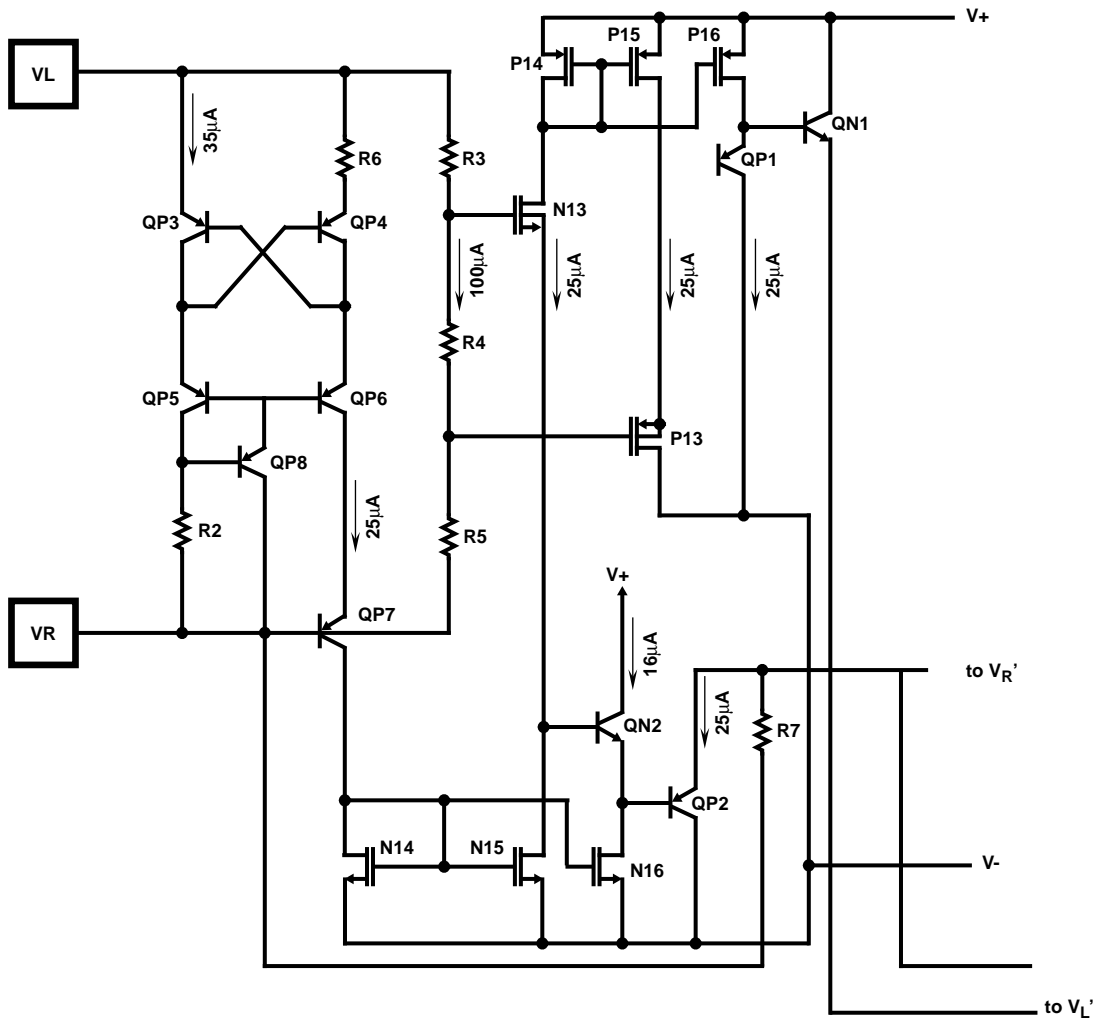 V+
P15
P16
P14
VL
QN1
35µA
R6
R3
QP1
N13
QP3
QP4
100µA
25µA
25µA
25µA
R4
QP5
QP6
P13
QP8
25µA
R2
R5
V+
QP7
VR
16µA
to VR'
25µA
QN2
R7
QP2
N14
N15
N16
V-
to VL'